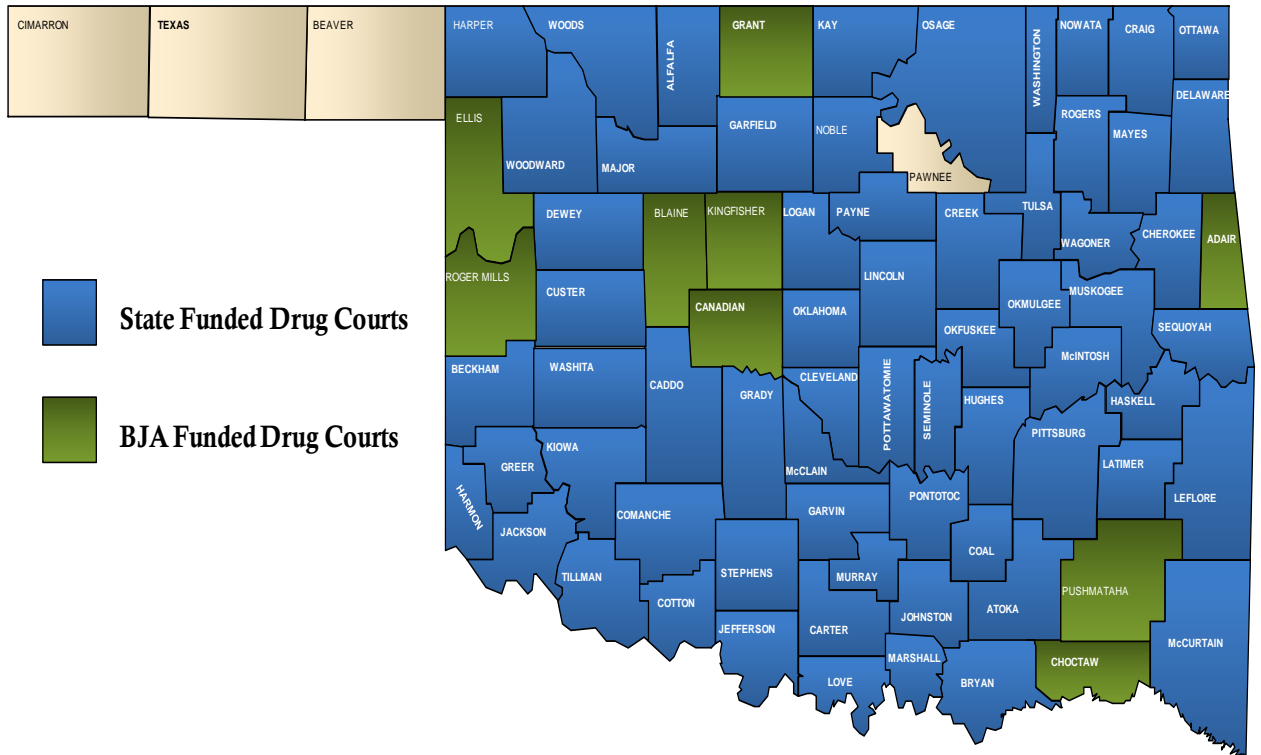 CIMARRON
TEXAS
BEAVER
HARPER
WOODS
ALFALFA
GRANT
KAY
OSAGE
WASHINGTON
NOWATA
CRAIG
OTTAWA
DELAWARE
ELLIS
WOODWARD
MAJOR
GARFIELD
NOBLE
PAWNEE
ROGERS
MAYES
DEWEY
BLAINE
KINGFISHER
LOGAN
PAYNE
CREEK
TULSA
WAGONER
CHEROKEE
ADAIR
ROGER MILLS
CUSTER
CANADIAN
OKLAHOMA
LINCOLN
OKFUSKEE
OKMULGEE
MUSKOGEE
SEQUOYAH
State Funded Drug Courts
BECKHAM
WASHITA
CADDO
GRADY
CLEVELAND
POTTAWATOMIE
SEMINOLE
HUGHES
McINTOSH
HASKELL
BJA Funded Drug Courts
GREER
KIOWA
McCLAIN
PITTSBURG
LATIMER
LEFLORE
HARMON
JACKSON
COMANCHE
GARVIN
PONTOTOC
COAL
TILLMAN
COTTON
STEPHENS
MURRAY
JOHNSTON
ATOKA
PUSHMATAHA
JEFFERSON
CARTER
MARSHALL
LOVE
BRYAN
CHOCTAW
McCURTAIN